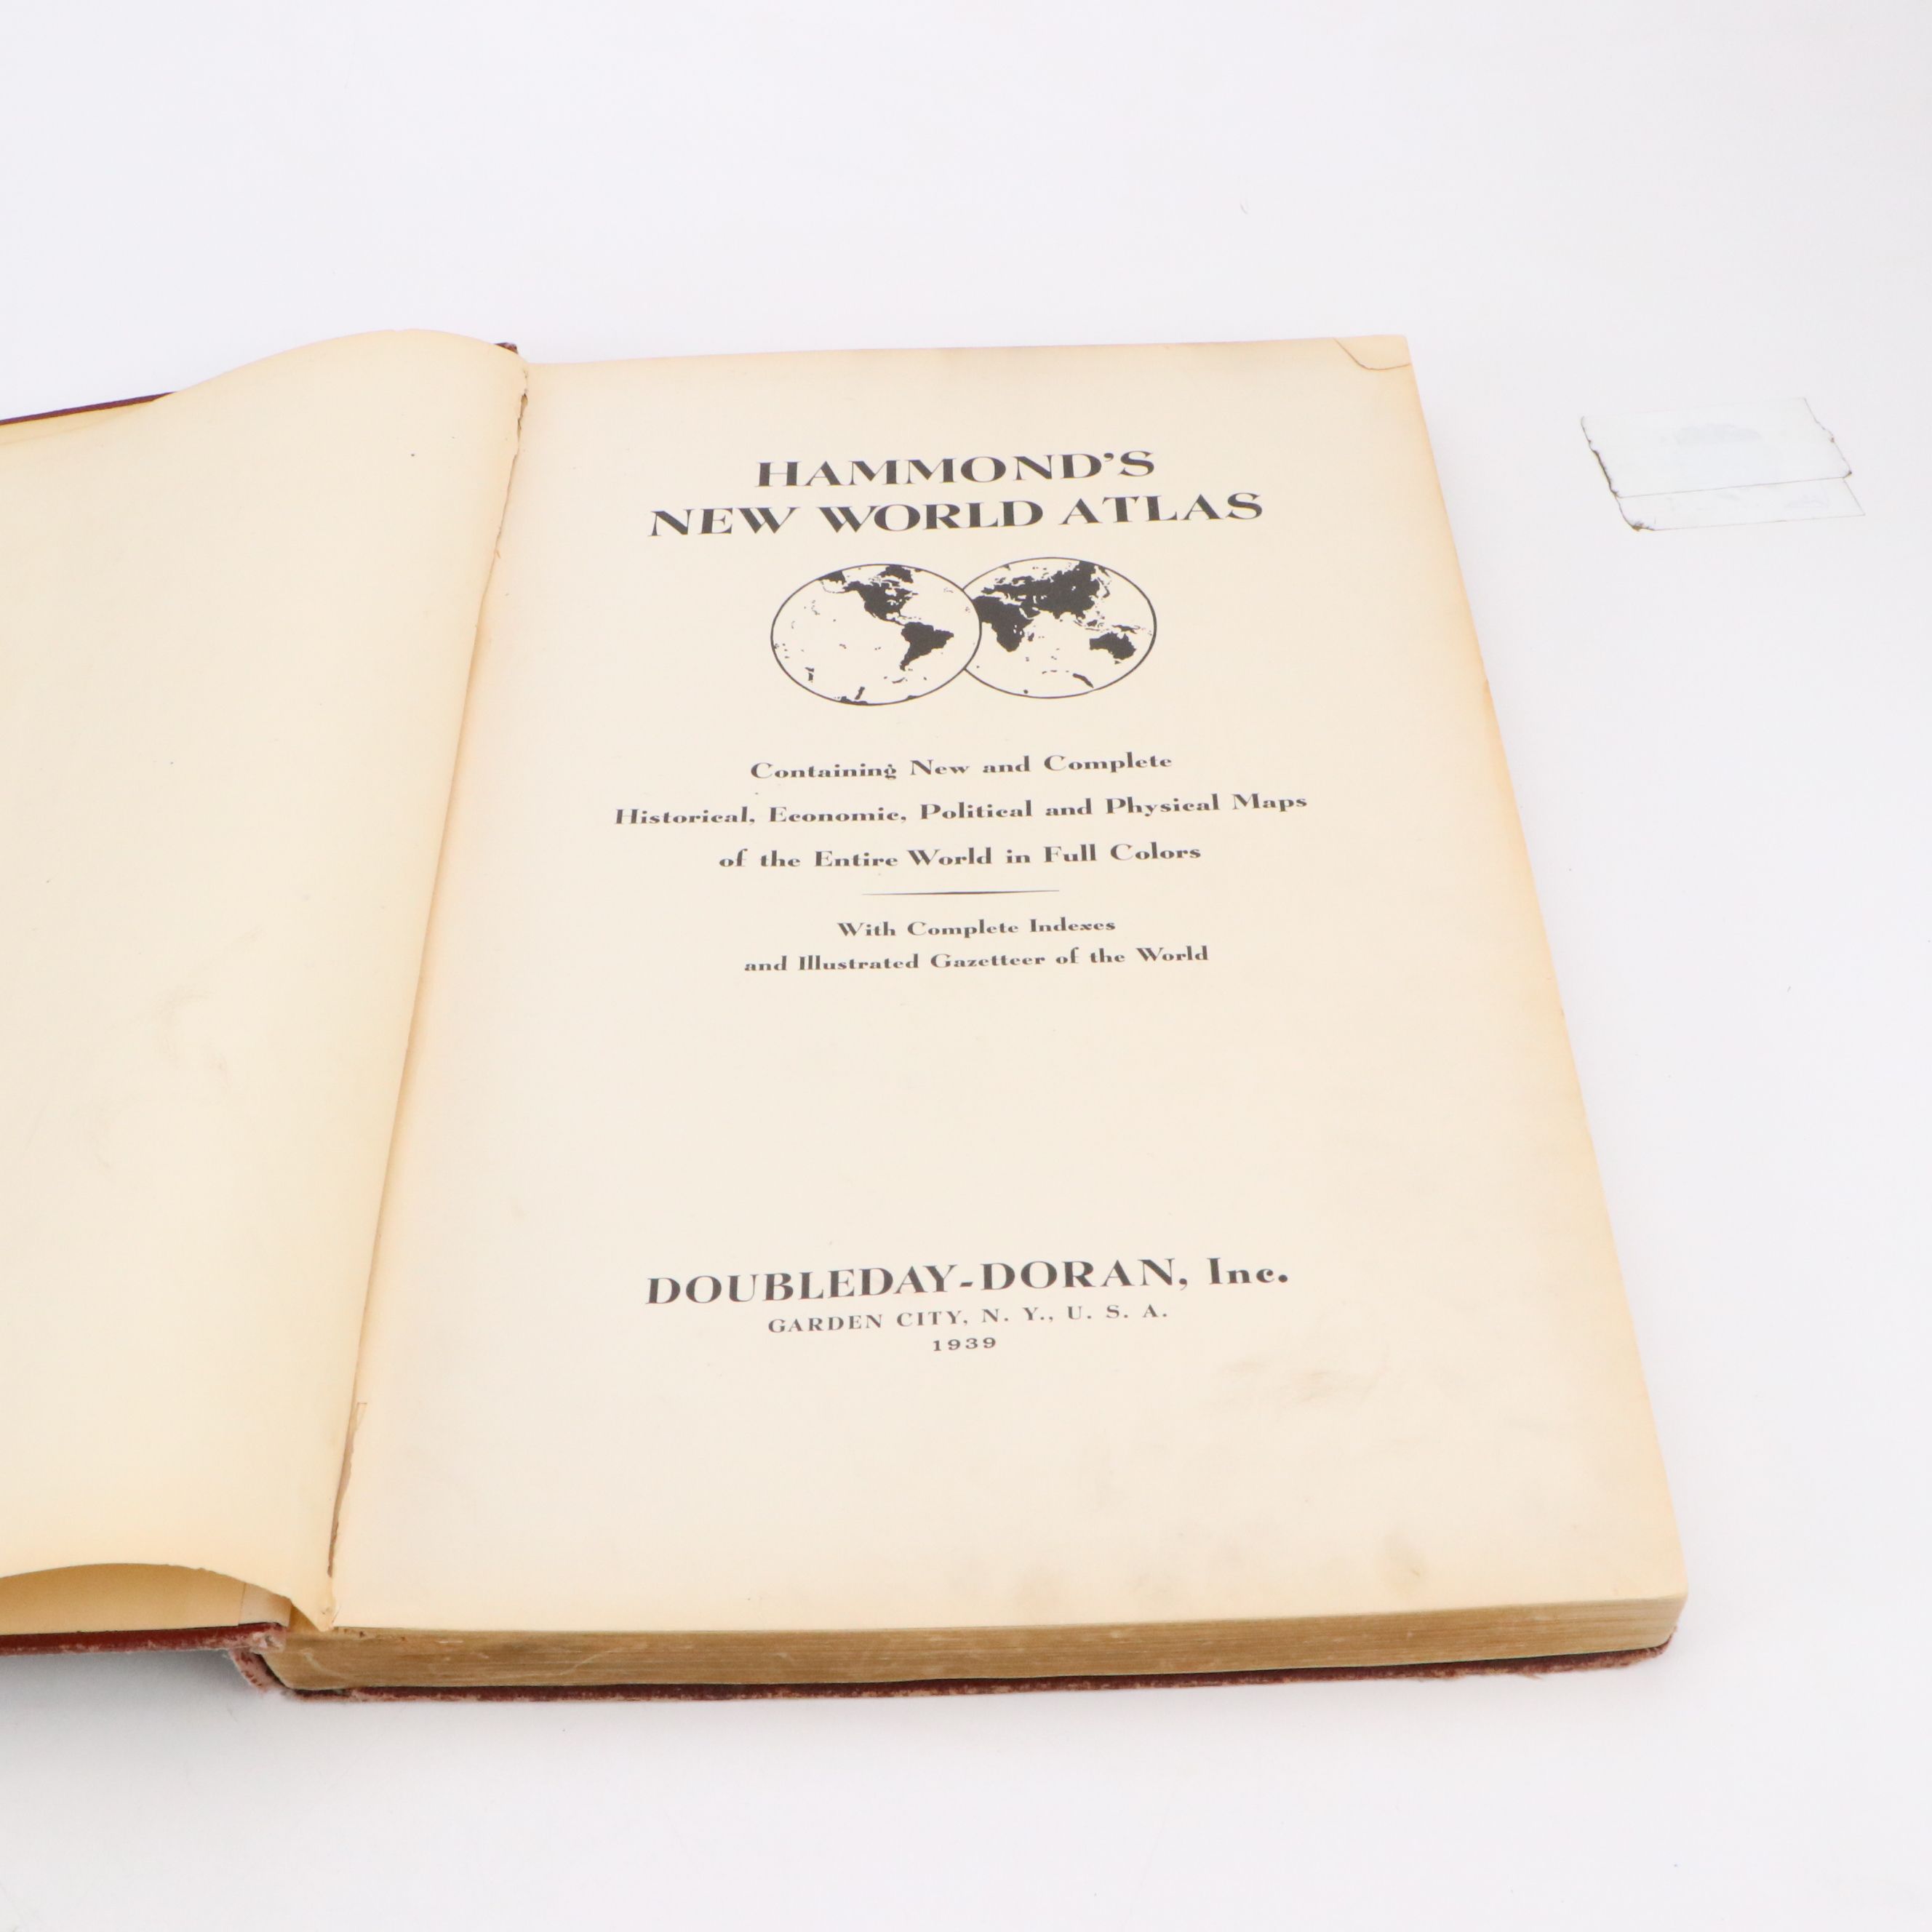 HAMMOND'S
NEW WORLD ATLAS
Containing New and Complete
Historical, Economic, Political and Physical Maps
of the Entire World in Full Colors
With Complete Indexes
and Illustrated Gazetteer of the World
DOUBLEDAY-DORAN, Inc.
GARDEN CITY, N. Y., U. S. A.
1939